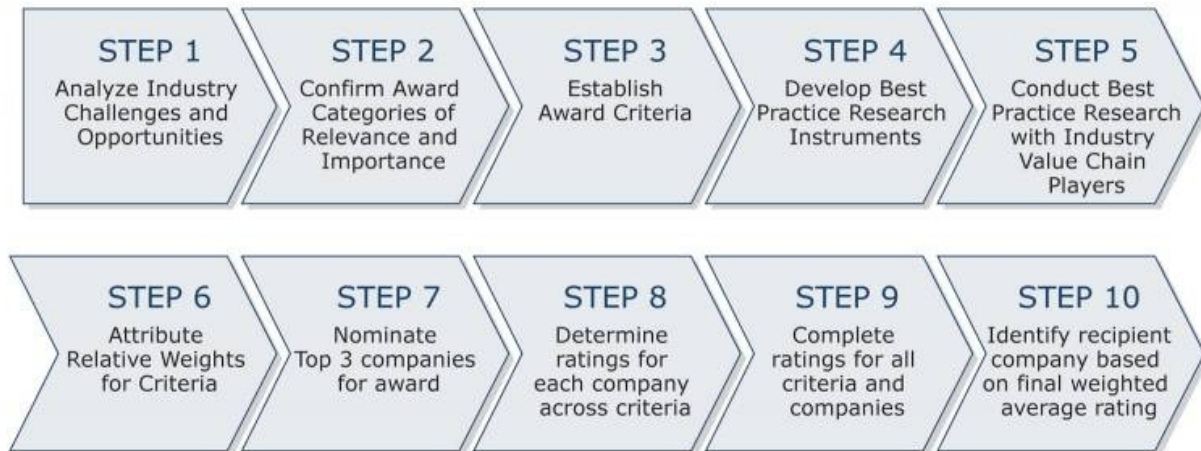 STEP 1
Analyze Industry
Challenges and
Opportunities
STEP 2
Confirm Award
Categories of
Relevance and
Importance
STEP 3
Establish
Award Criteria
STEP 4
Develop Best
Practice Research
Instruments
STEP 5
Conduct Best
Practice Research
with Industry
Value Chain
Players
STEP 6
Attribute
Relative Weights
for Criteria
STEP 7
Nominate
Top 3 companies
for award
STEP 8
Determine
ratings for
each company
across criteria
STEP 9
Complete
ratings for all
criteria and
companies
STEP 10
Identify recipient
company based
on final weighted
average rating